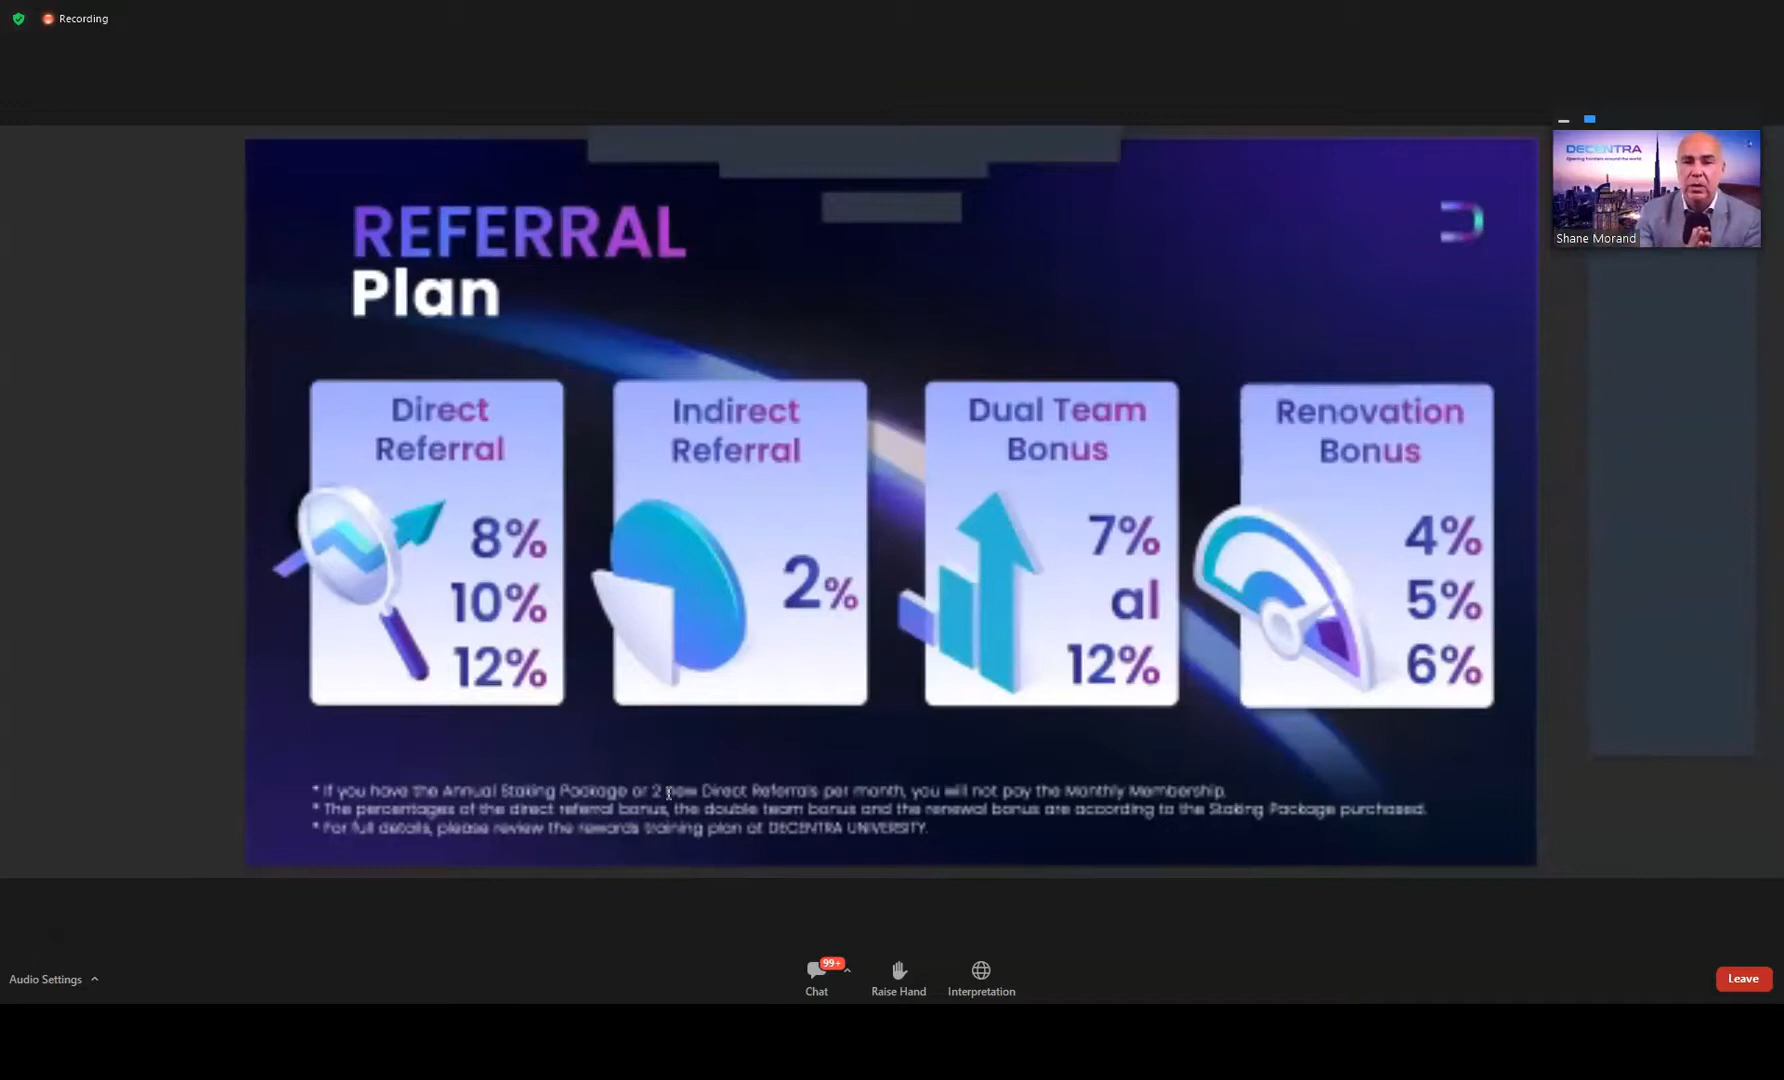 Recording
DECENTRA
Shane Morand
REFERRAL
Plan
Direct
Referral
8%
10%
12%
Indirect
Referral
2%
Dual Team
Bonus
7%
al
12%
Renovation
Bonus
4%
5%
6%
* If you have the Annual Staking Package or 2 new Direct Referrals per month, you will not pay the Monthly Membership.
* The percentages of the direct referral bonus, the double team bonus and the renewal bonus are according to the Staking Package purchased.
* For full details, please review the rewards training plan at DECENTRA UNIVERSITY.
Audio Settings
99+
Chat
Raise Hand
Interpretation
Leave